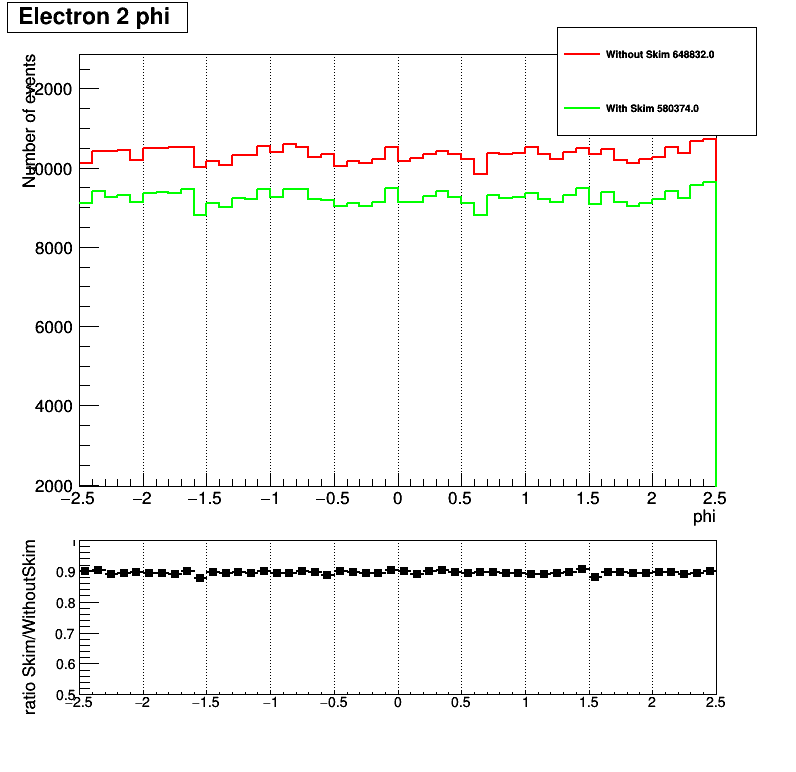 Electron 2 phi
Without Skim 648832.0
With Skim 580374.0
Number of events
12000
10000
8000
6000
4000
2000
−2.5 −2 −1.5 −1 −0.5 0 0.5 1 1.5 2 2.5
phi
ratio Skim/WithoutSkim
1
0.9
0.8
0.7
0.6
0.5
−2.5 −2 −1.5 −1 −0.5 0 0.5 1 1.5 2 2.5